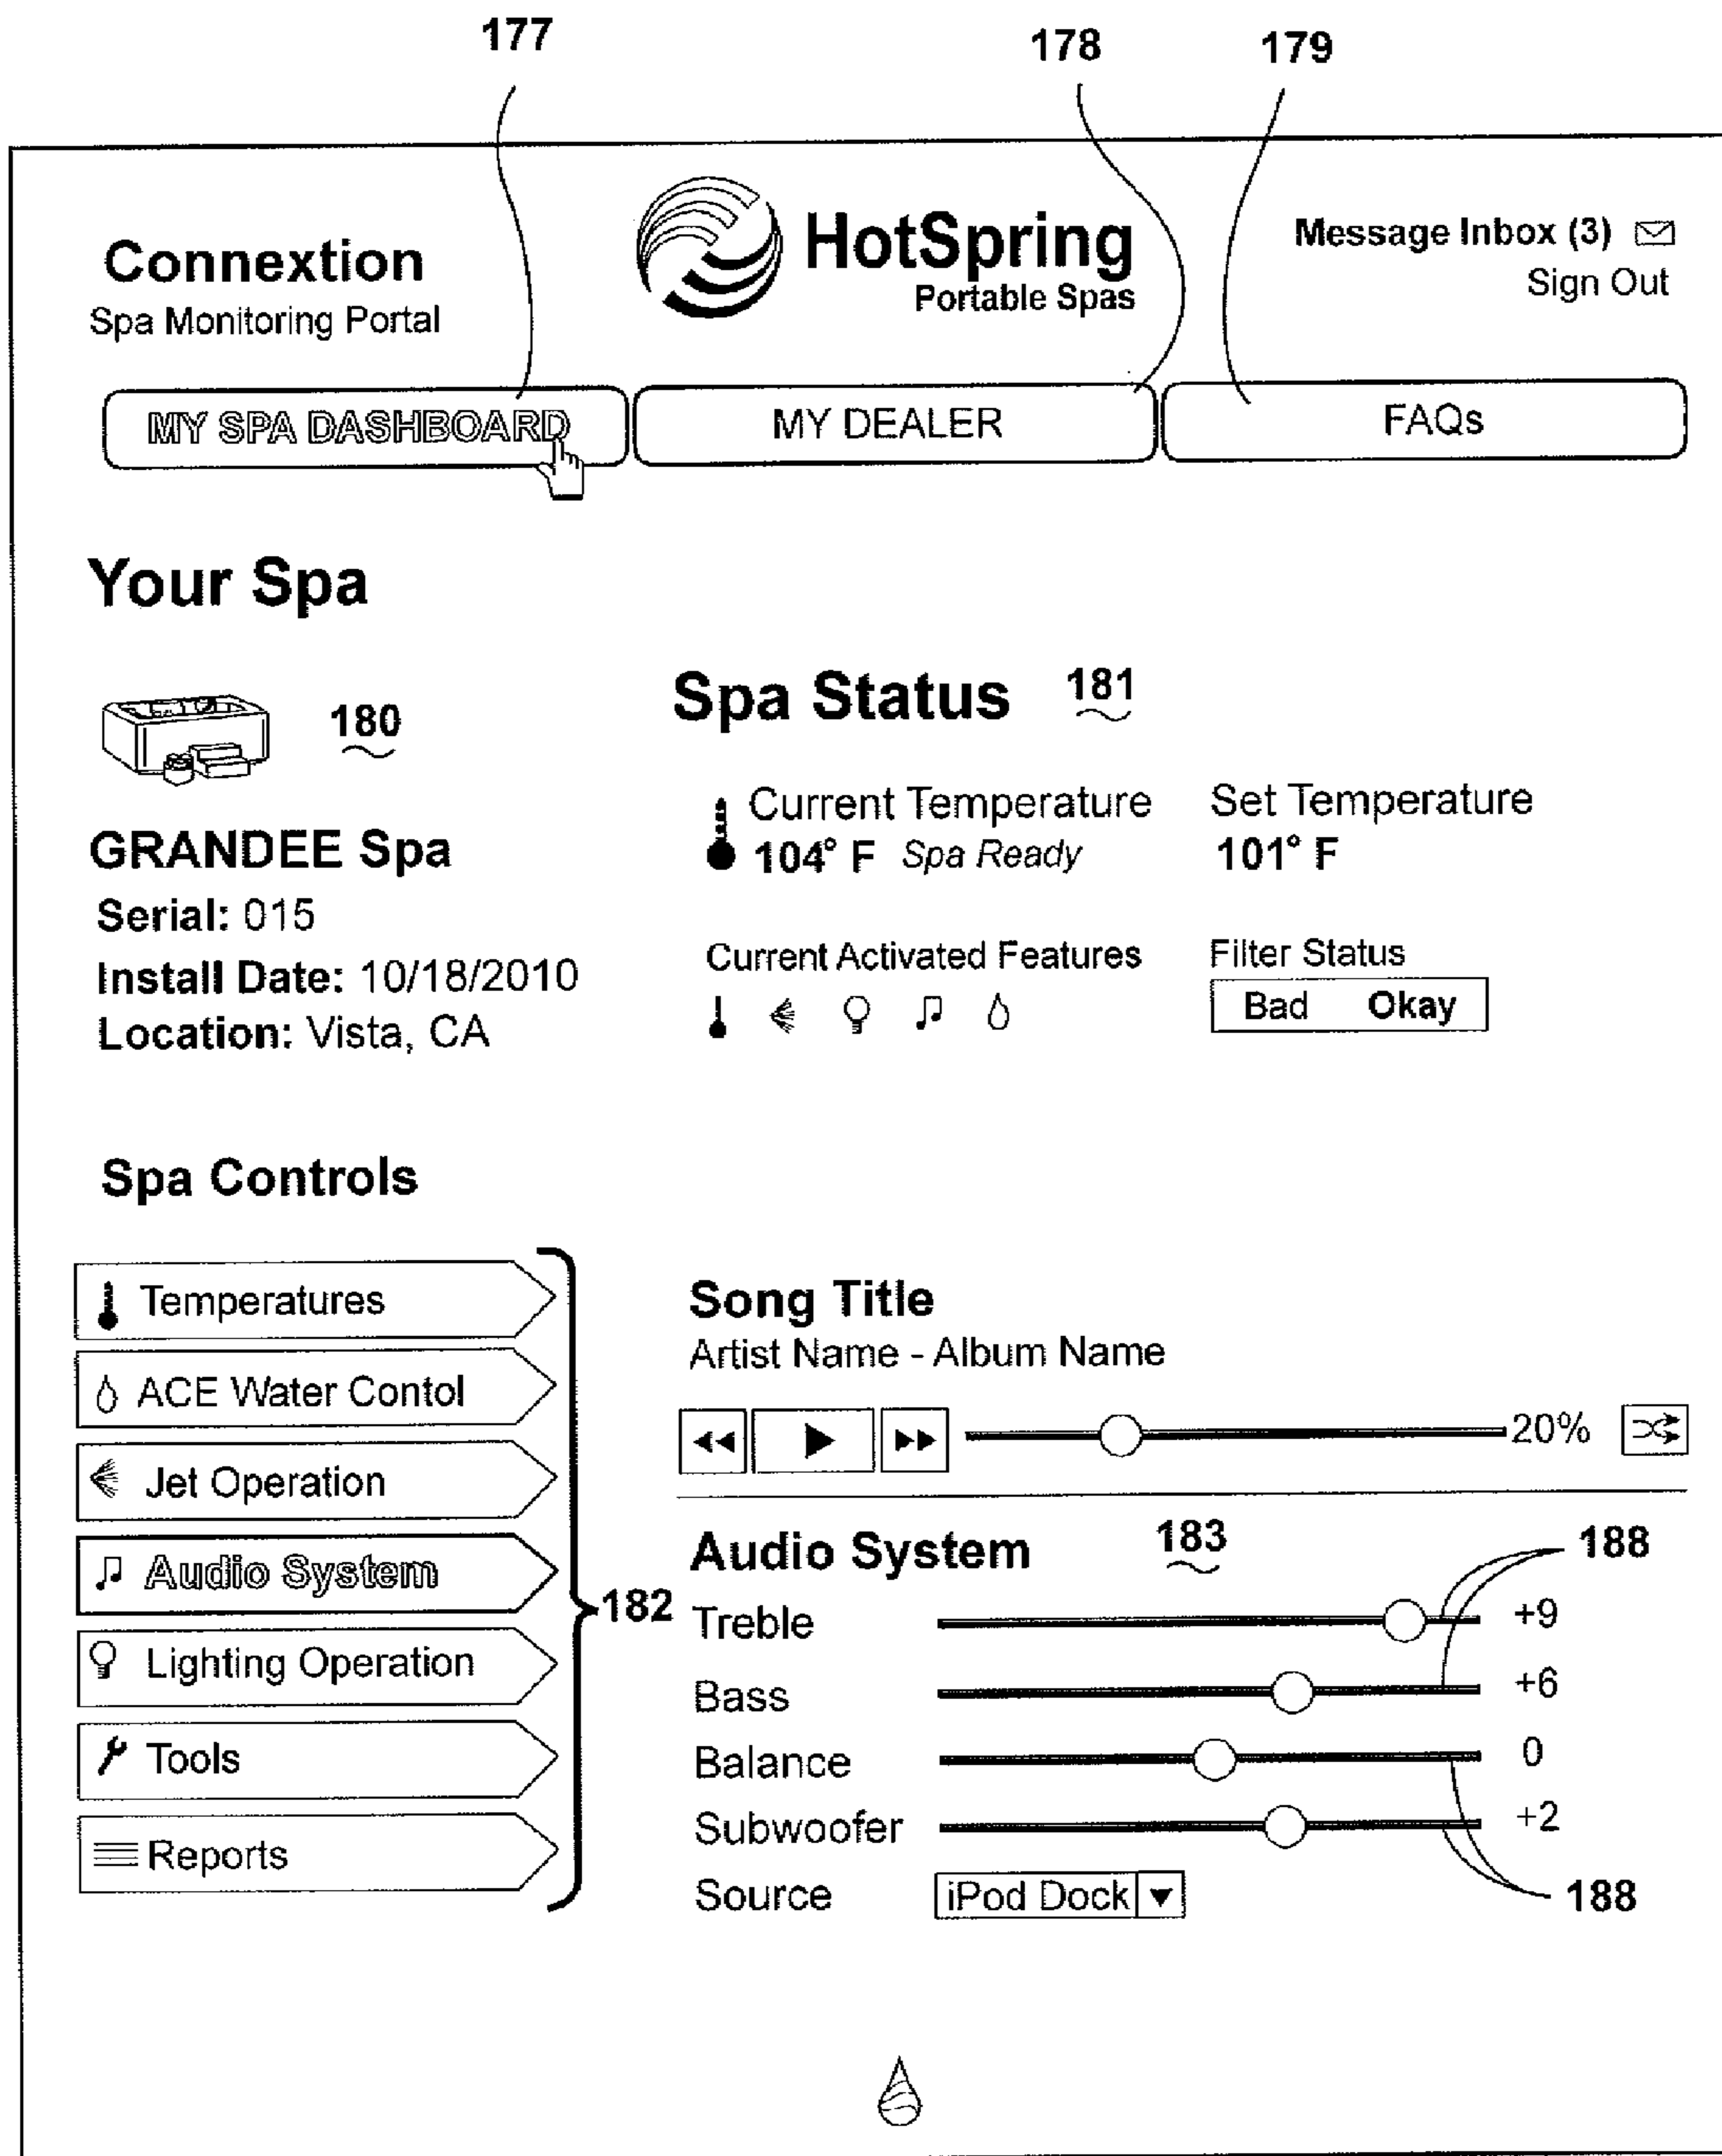 177
178
179
Connextion
Spa Monitoring Portal
HotSpring
Portable Spas
Message Inbox (3)
Sign Out
MY SPA DASHBOARD
MY DEALER
FAQs
Your Spa
180
GRANDEE Spa
Serial: 015
Install Date: 10/18/2010
Location: Vista, CA
Spa Status 181
Current Temperature
104° F Spa Ready
Set Temperature
101° F
Current Activated Features
Filter Status
Bad Okay
Spa Controls
Temperatures
ACE Water Contol
Jet Operation
Audio System
Lighting Operation
Tools
Reports
182
Song Title
Artist Name - Album Name
20%
Audio System 183
188
Treble +9
Bass +6
Balance 0
Subwoofer +2
Source iPod Dock
188